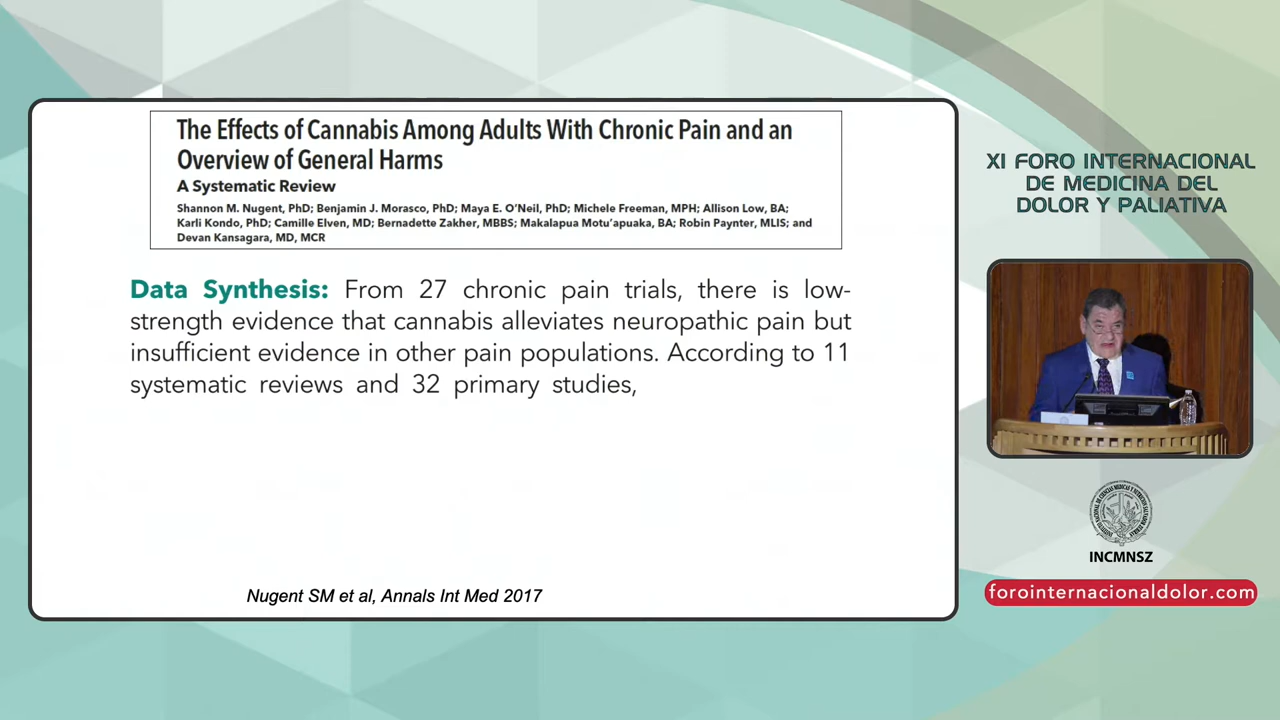 The Effects of Cannabis Among Adults With Chronic Pain and an
Overview of General Harms
A Systematic Review
Shannon M. Nugent, PhD; Benjamin J. Morasco, PhD; Maya E. O'Neil, PhD; Michele Freeman, MPH; Allison Low, BA;
Karli Kondo, PhD; Camille Elven, MD; Bernadette Zakher, MBBS; Makalapua Motu'apuaka, BA; Robin Paynter, MLIS; and
Devan Kansagara, MD, MCR
Data Synthesis: From 27 chronic pain trials, there is low-
strength evidence that cannabis alleviates neuropathic pain but
insufficient evidence in other pain populations. According to 11
systematic reviews and 32 primary studies,
Nugent SM et al, Annals Int Med 2017
XI FORO INTERNACIONAL
DE MEDICINA DEL
DOLOR Y PALIATIVA
INCMNSZ
forointernacionaldolor.com